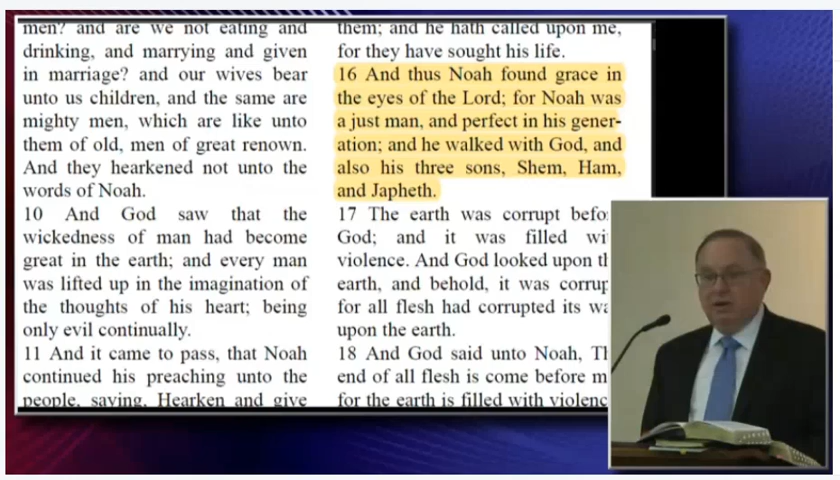 men? and are we not eating and
drinking, and marrying and given
in marriage? and our wives bear
unto us children, and the same are
mighty men, which are like unto
them of old, men of great renown.
And they hearkened not unto the
words of Noah.
10 And God saw that the
wickedness of man had become
great in the earth; and every man
was lifted up in the imagination of
the thoughts of his heart; being
only evil continually.
11 And it came to pass, that Noah
continued his preaching unto the
people, saying, Hearken and give
them; and he hath called upon me,
for they have sought his life.
16 And thus Noah found grace in
the eyes of the Lord; for Noah was
a just man, and perfect in his gener-
ation; and he walked with God, and
also his three sons, Shem, Ham,
and Japheth.
17 The earth was corrupt befo
God; and it was filled wi
violence. And God looked upon th
earth, and behold, it was corrup
for all flesh had corrupted its wa
upon the earth.
18 And God said unto Noah, Th
end of all flesh is come before m
for the earth is filled with violenc